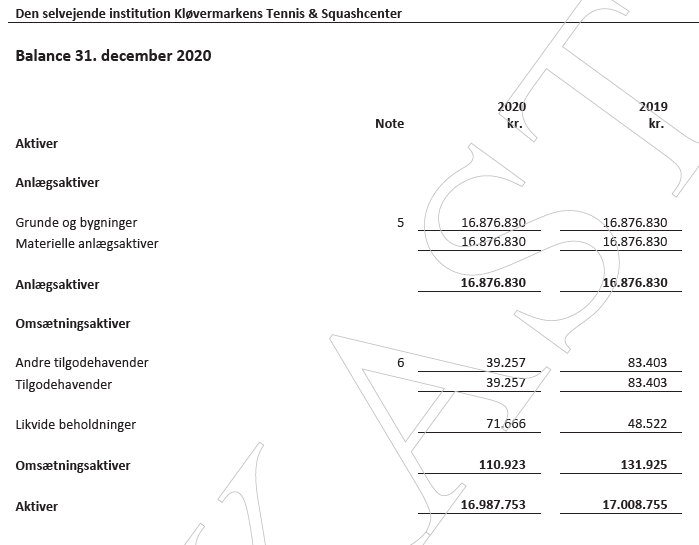 Den selvejende institution Kløvermarkens Tennis & Squashcenter
Balance 31. december 2020
2020 2019
Note kr. kr.
Aktiver
Anlægsaktiver
Grunde og bygninger 5 16.876.830 16.876.830
Materielle anlægsaktiver 16.876.830 16.876.830
Anlægsaktiver 16.876.830 16.876.830
Omsætningsaktiver
Andre tilgodehavender 6 39.257 83.403
Tilgodehavender 39.257 83.403
Likvide beholdninger 71.666 48.522
Omsætningsaktiver 110.923 131.925
Aktiver 16.987.753 17.008.755